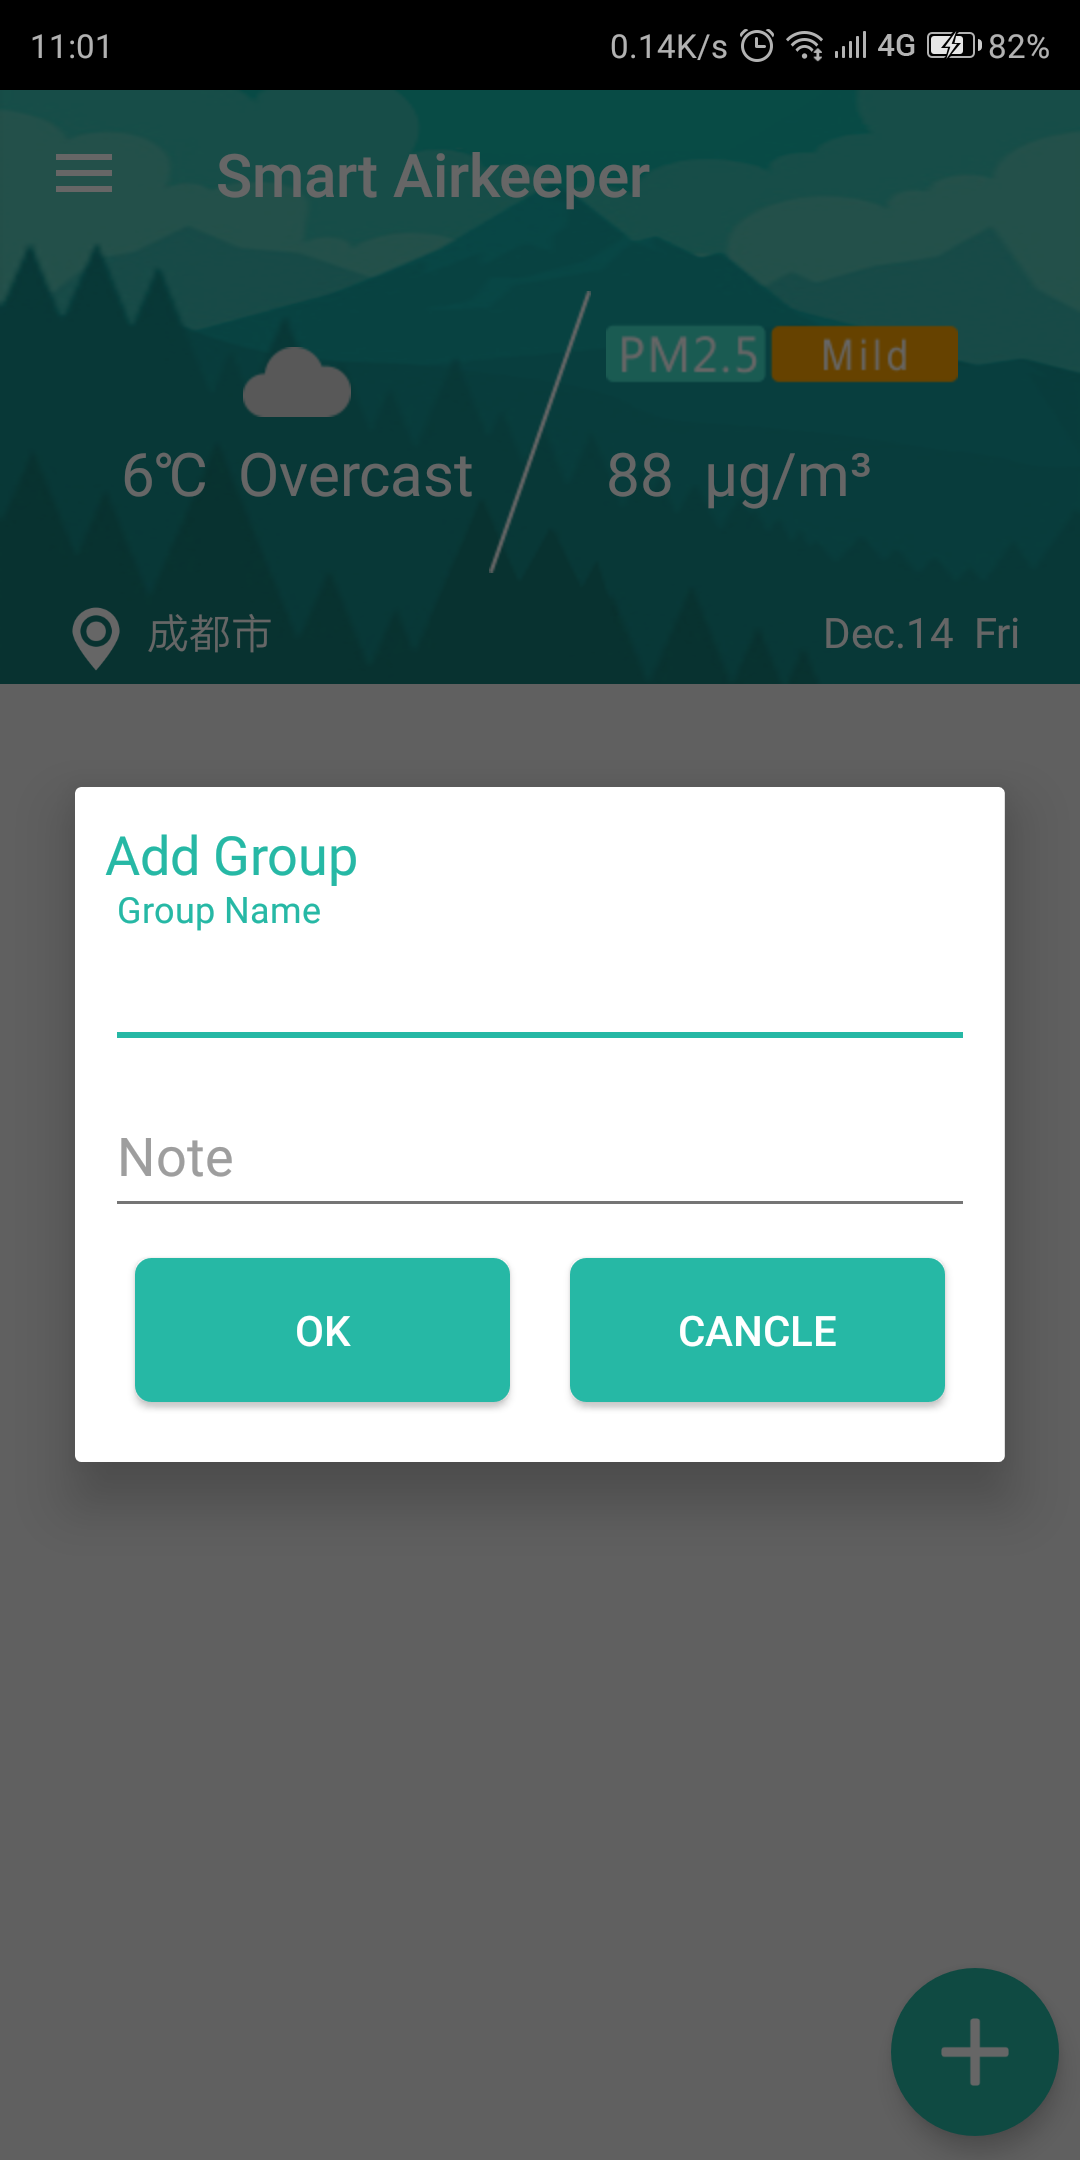 11:01 0.14K/s 4G 82%
Smart Airkeeper
PM2.5 Mild
6℃ Overcast 88 µg/m³
成都市 Dec.14 Fri
Add Group
Group Name
Note
OK CANCLE